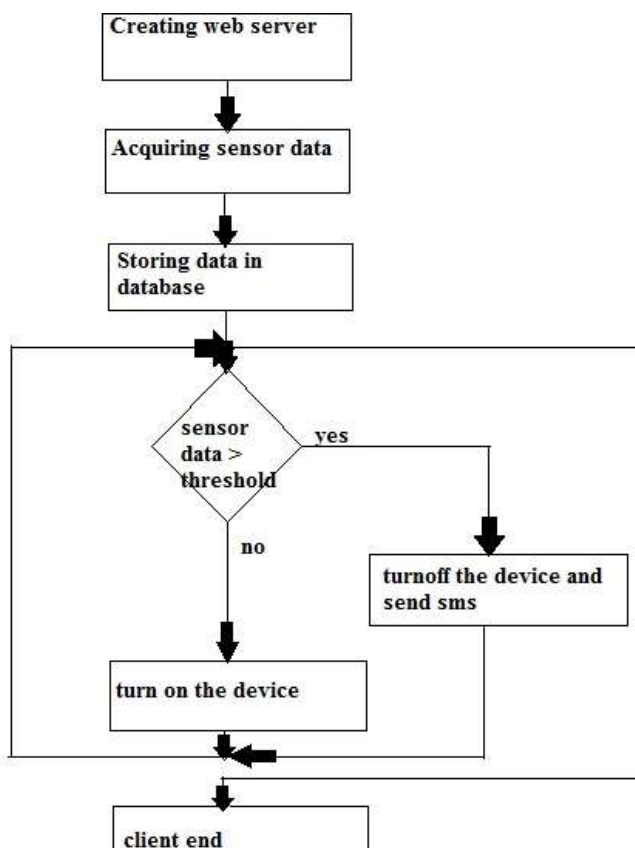 Creating web server
Acquiring sensor data
Storing data in
database
sensor
data >
threshold
yes
no
turnoff the device and
send sms
turn on the device
client end